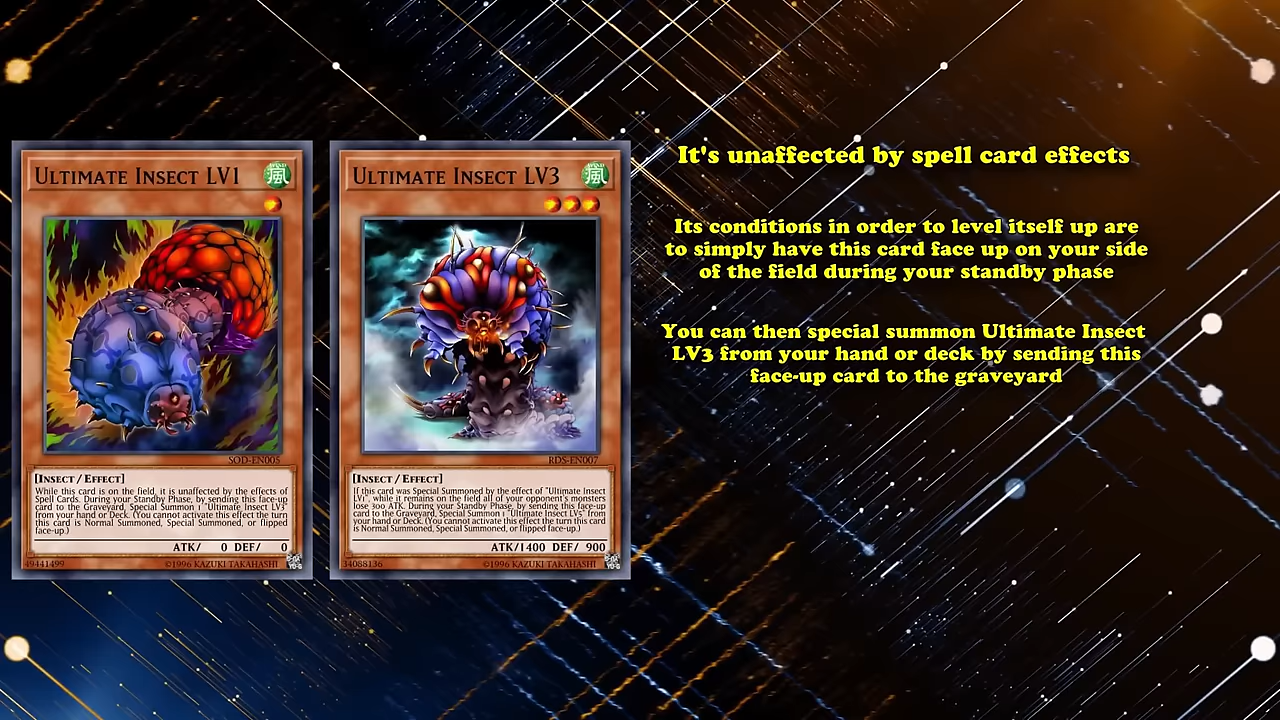 ULTIMATE INSECT LV1
WIND
風
SOD-EN005
[INSECT / EFFECT]
While this card is on the field, it is unaffected by the effects of
Spell Cards. During your Standby Phase, by sending this face-up
card to the Graveyard, Special Summon 1 "Ultimate Insect LV3"
from your hand or Deck. (You cannot activate this effect the turn
this card is Normal Summoned, Special Summoned, or flipped
face-up.)
ATK/ 0 DEF/ 0
49441499
©1996 KAZUKI TAKAHASHI
ULTIMATE INSECT LV3
WIND
風
RDS-EN007
[INSECT / EFFECT]
If this card was Special Summoned by the effect of "Ultimate Insect
LV1", while it remains on the field all of your opponent's monsters
lose 300 ATK. During your Standby Phase, by sending this face-up
card to the Graveyard, Special Summon 1 "Ultimate Insect LV5" from
your hand or Deck. (You cannot activate this effect the turn this card
is Normal Summoned, Special Summoned, or flipped face-up.)
ATK/1400 DEF/ 900
34088136
©1996 KAZUKI TAKAHASHI
It's unaffected by spell card effects
Its conditions in order to level itself up are
to simply have this card face up on your side
of the field during your standby phase
You can then special summon Ultimate Insect
LV3 from your hand or deck by sending this
face-up card to the graveyard